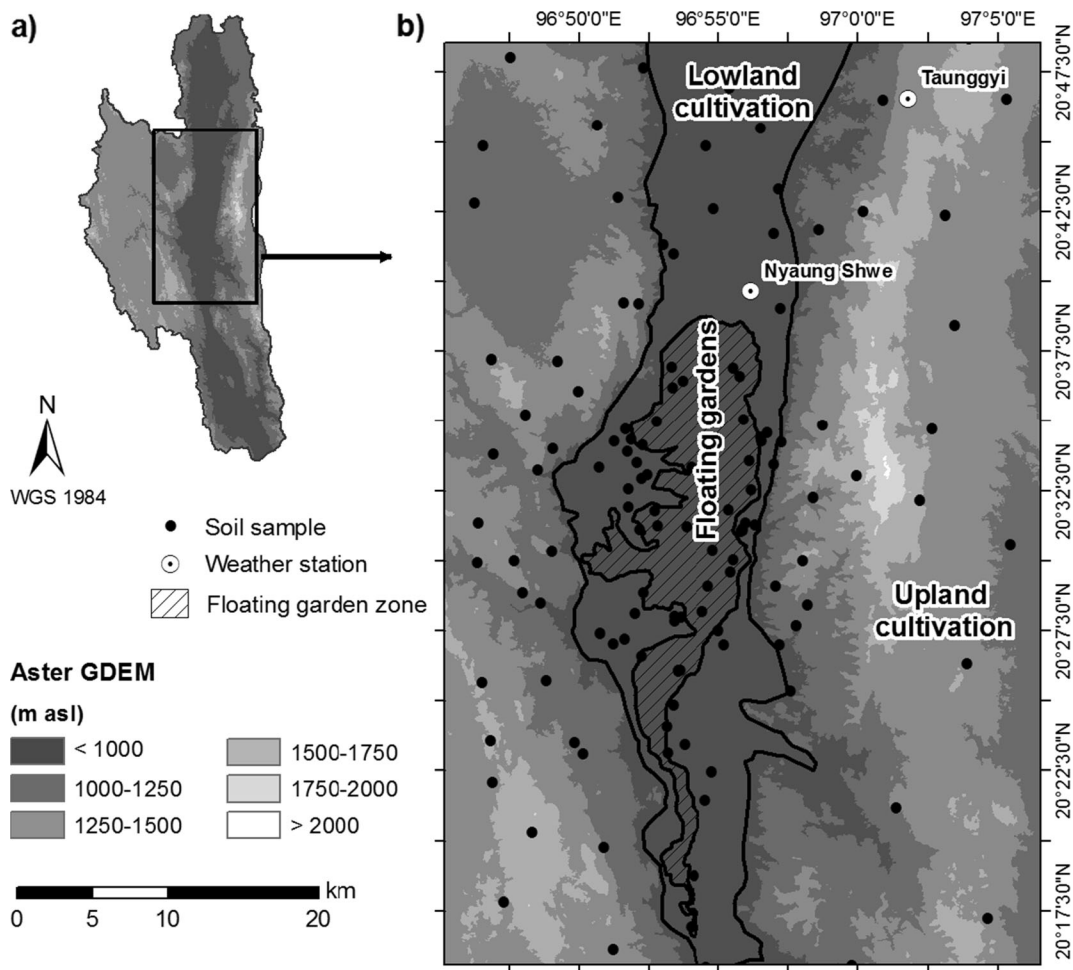 a)
N
WGS 1984
Soil sample
Weather station
Floating garden zone
Aster GDEM
(m asl)
< 1000
1000-1250
1250-1500
1500-1750
1750-2000
> 2000
km
0 5 10 20
b)
96°50'0"E 96°55'0"E 97°0'0"E 97°5'0"E
20°47'30"N
20°42'30"N
20°37'30"N
20°32'30"N
20°27'30"N
20°22'30"N
20°17'30"N
Lowland
cultivation
Taunggyi
Nyaung Shwe
Floating gardens
Upland
cultivation